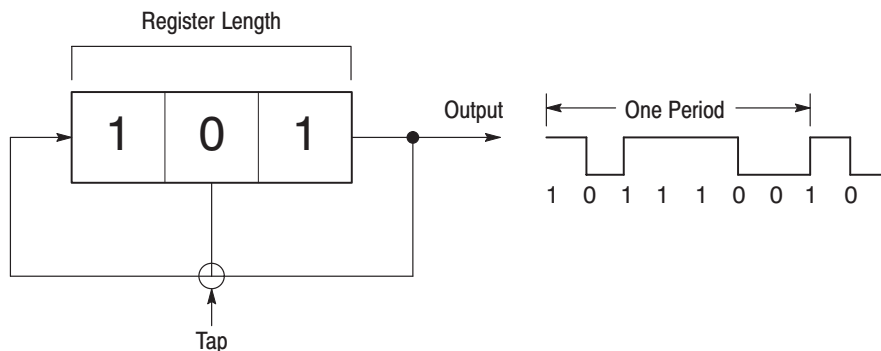 Register Length
1 0 1
Output
One Period
1 0 1 1 1 0 0 1 0
Tap